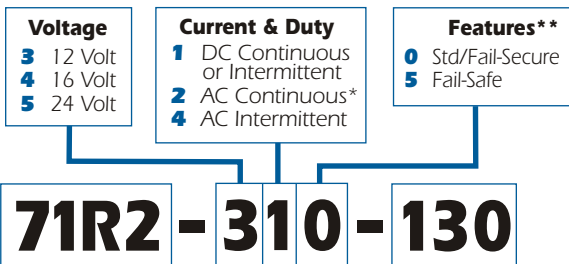 Voltage
3 12 Volt
4 16 Volt
5 24 Volt
Current & Duty
1 DC Continuous
or Intermittent
2 AC Continuous*
4 AC Intermittent
Features**
0 Std/Fail-Secure
5 Fail-Safe
71R2-310-130